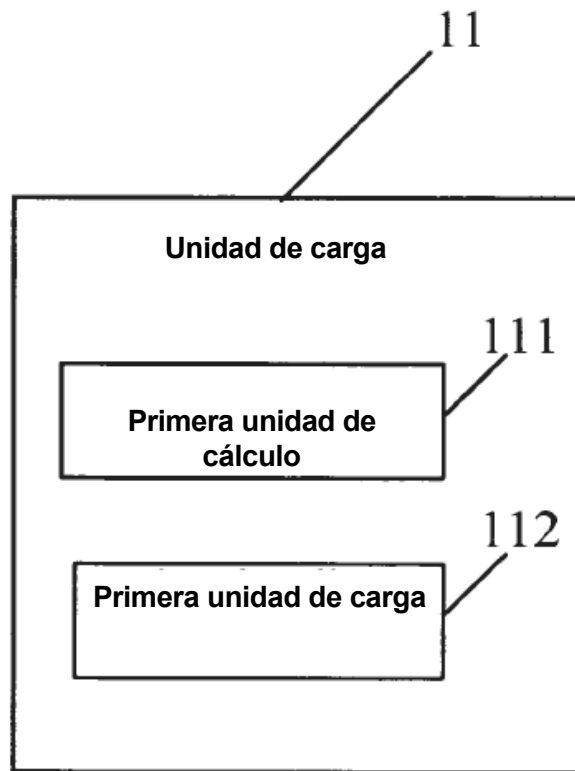 11
Unidad de carga
111
Primera unidad de
cálculo
112
Primera unidad de carga